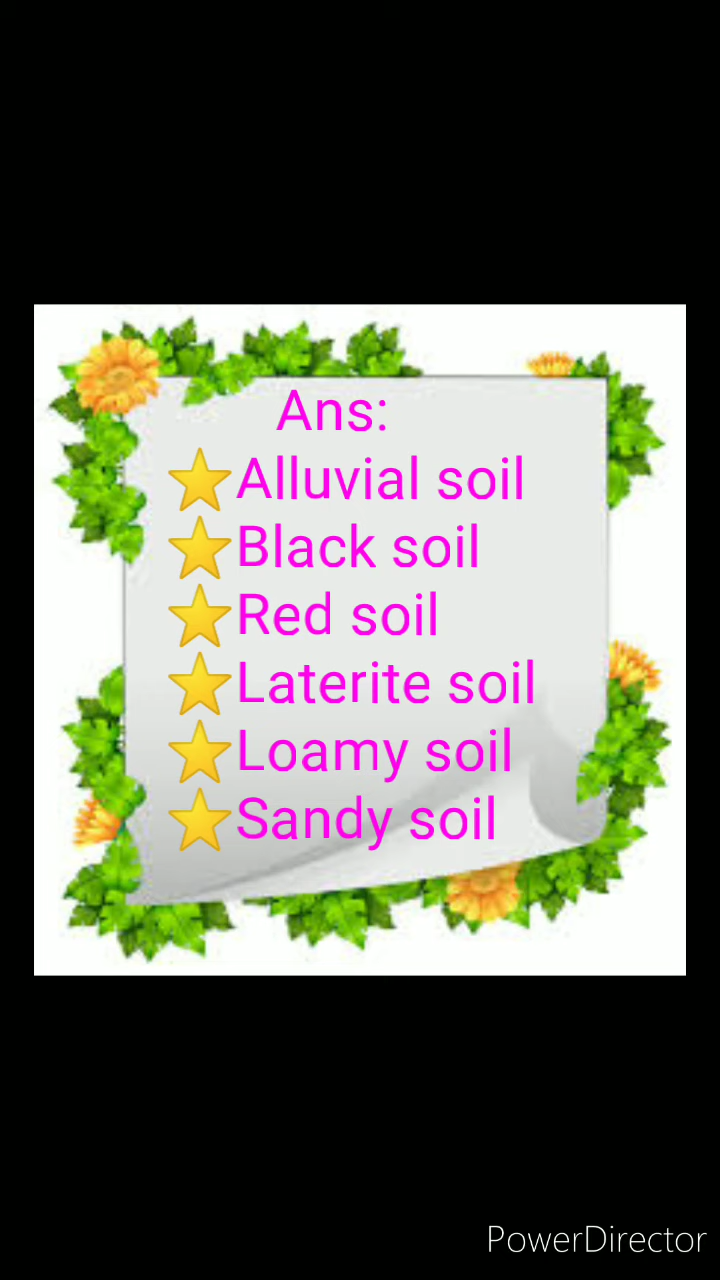 Ans:
⭐Alluvial soil
⭐Black soil
⭐Red soil
⭐Laterite soil
⭐Loamy soil
⭐Sandy soil
PowerDirector